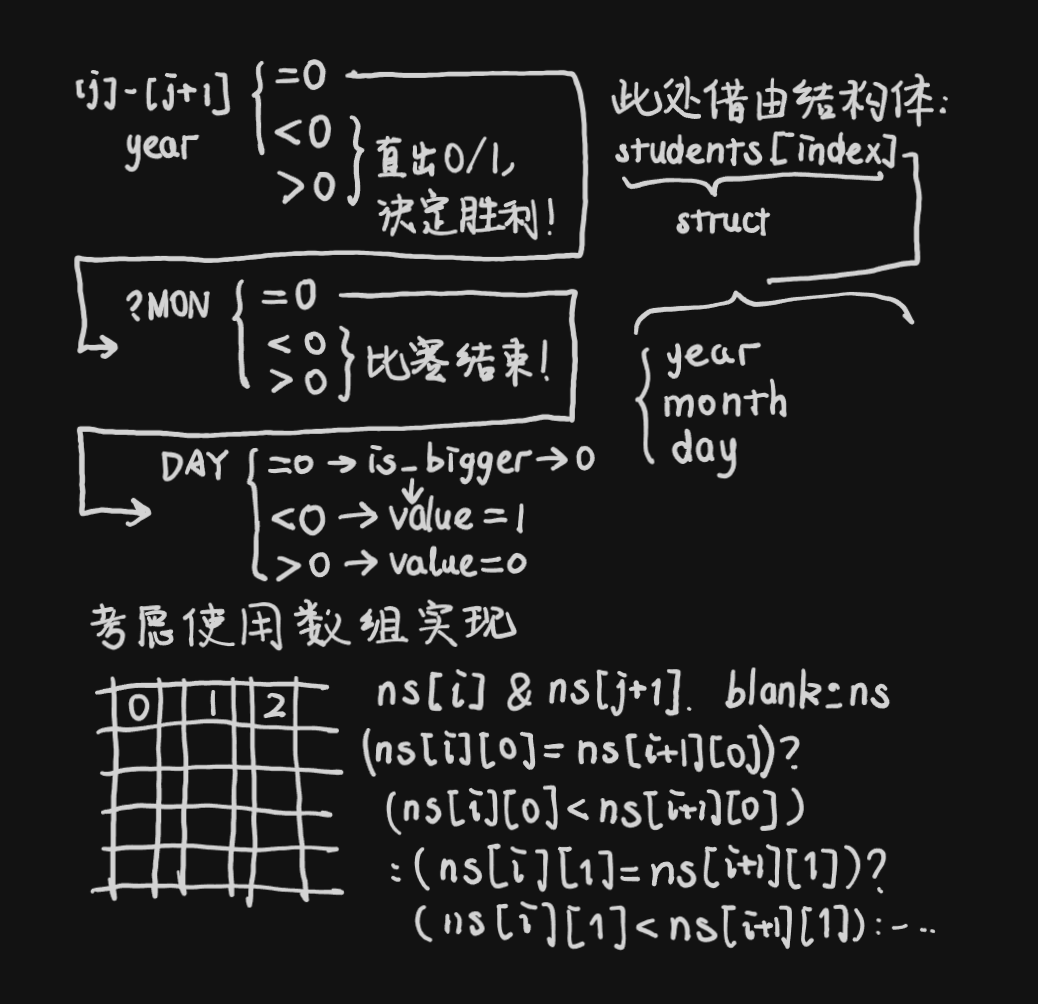 [j]-[j+1]
year
=0
<0
>0
直出0/1,
决定胜利!
?MON
=0
<0
>0
比赛结束!
DAY
=0→is_bigger→0
<0→value=1
>0→value=0
此处借由结构体:
students[index]
struct
year
month
day
考虑使用数组实现
0 1 2
ns[i] & ns[j+1]. blank=ns
(ns[i][0]=ns[i+1][0])?
(ns[i][0]<ns[i+1][0])
:(ns[i][1]=ns[i+1][1])?
(ns[i][1]<ns[i+1][1]):-..